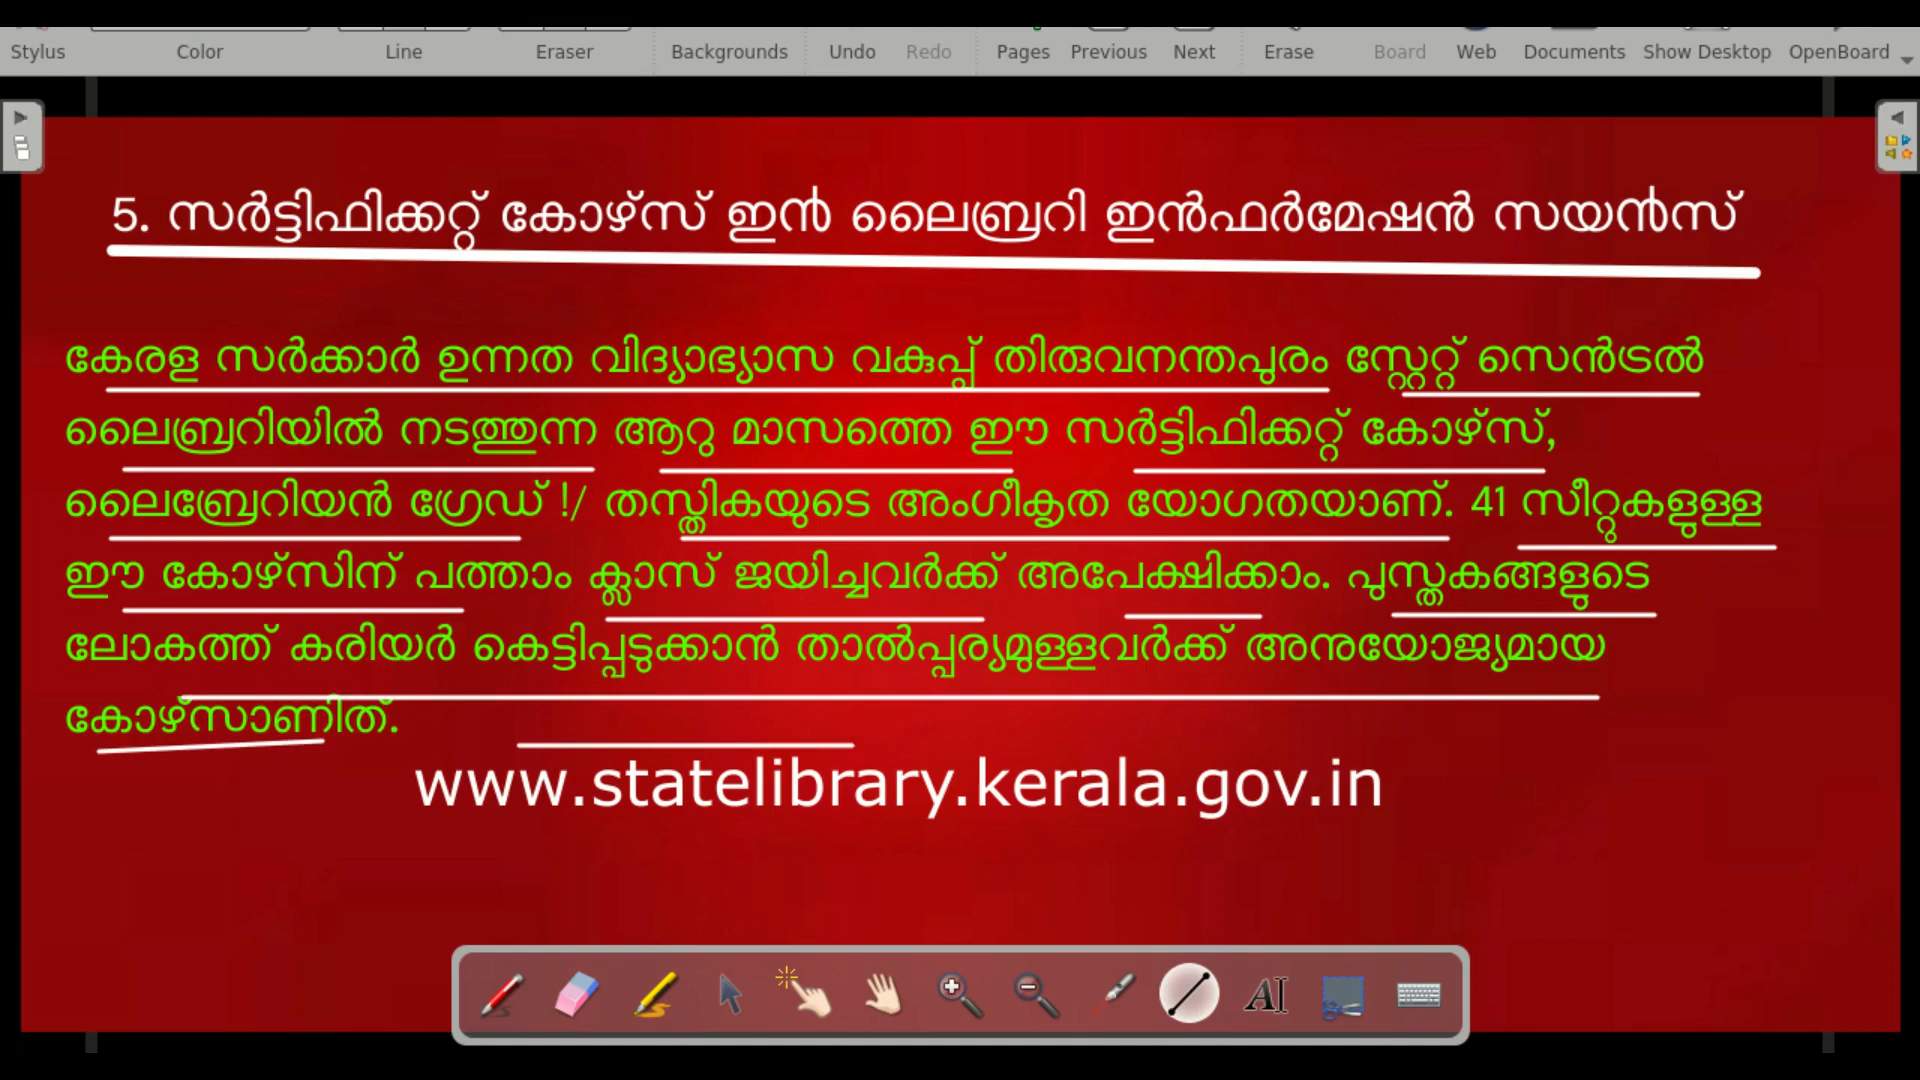 Stylus Color Line Eraser Backgrounds Undo Redo Pages Previous Next Erase Board Web Documents Show Desktop OpenBoard
5. സർട്ടിഫിക്കറ്റ് കോഴ്സ് ഇൻ ലൈബ്രറി ഇൻഫർമേഷൻ സയൻസ്
കേരള സർക്കാർ ഉന്നത വിദ്യാഭ്യാസ വകുപ്പ് തിരുവനന്തപുരം സ്റ്റേറ്റ് സെൻട്രൽ
ലൈബ്രറിയിൽ നടത്തുന്ന ആറു മാസത്തെ ഈ സർട്ടിഫിക്കറ്റ് കോഴ്സ്,
ലൈബ്രേറിയൻ ഗ്രേഡ് !/ തസ്തികയുടെ അംഗീകൃത യോഗതയാണ്. 41 സീറ്റുകളുള്ള
ഈ കോഴ്സിന് പത്താം ക്ലാസ് ജയിച്ചവർക്ക് അപേക്ഷിക്കാം. പുസ്തകങ്ങളുടെ
ലോകത്ത് കരിയർ കെട്ടിപ്പടുക്കാൻ താൽപ്പര്യമുള്ളവർക്ക് അനുയോജ്യമായ
കോഴ്സാണിത്.
www.statelibrary.kerala.gov.in
AI